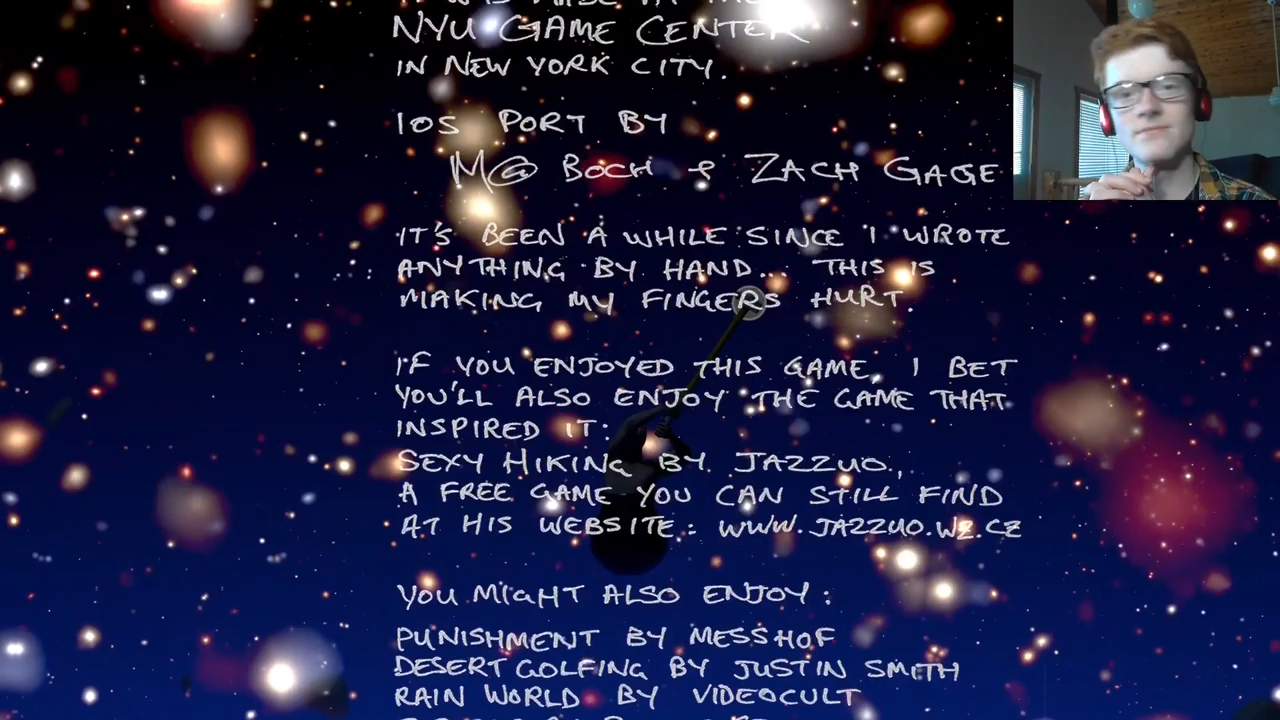 NYU GAME CENTER
IN NEW YORK CITY.
IOS PORT BY
M@ BOCH & ZACH GAGE
IT'S BEEN A WHILE SINCE I WROTE
ANYTHING BY HAND... THIS IS
MAKING MY FINGERS HURT.
IF YOU ENJOYED THIS GAME, I BET
YOU'LL ALSO ENJOY THE GAME THAT
INSPIRED IT:
SEXY HIKING BY JAZZUO,
A FREE GAME YOU CAN STILL FIND
AT HIS WEBSITE: WWW.JAZZUO.WZ.CZ
YOU MIGHT ALSO ENJOY:
PUNISHMENT BY MESSHOF
DESERT GOLFING BY JUSTIN SMITH
RAIN WORLD BY VIDEOCULT